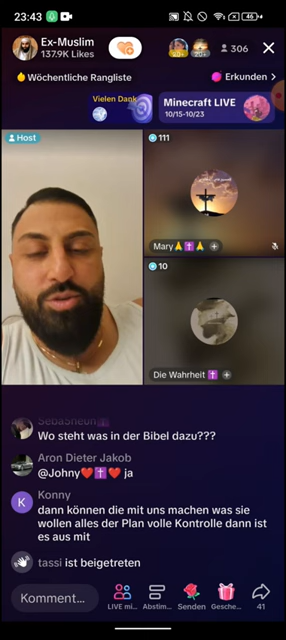 23:43
46
Ex-Muslim
137.9K Likes
306
Wöchentliche Rangliste
Erkunden >
Vielen Dank
Minecraft LIVE
10/15-10/23
Host
111
Mary
10
Die Wahrheit
Wo steht was in der Bibel dazu???
Aron Dieter Jakob
@Johny❤️✝️❤️ ja
K
Konny
dann können die mit uns machen was sie
wollen alles der Plan volle Kontrolle dann ist
es aus mit
tassi ist beigetreten
Komment...
LIVE mi...
Abstim...
Senden
Gesche...
41